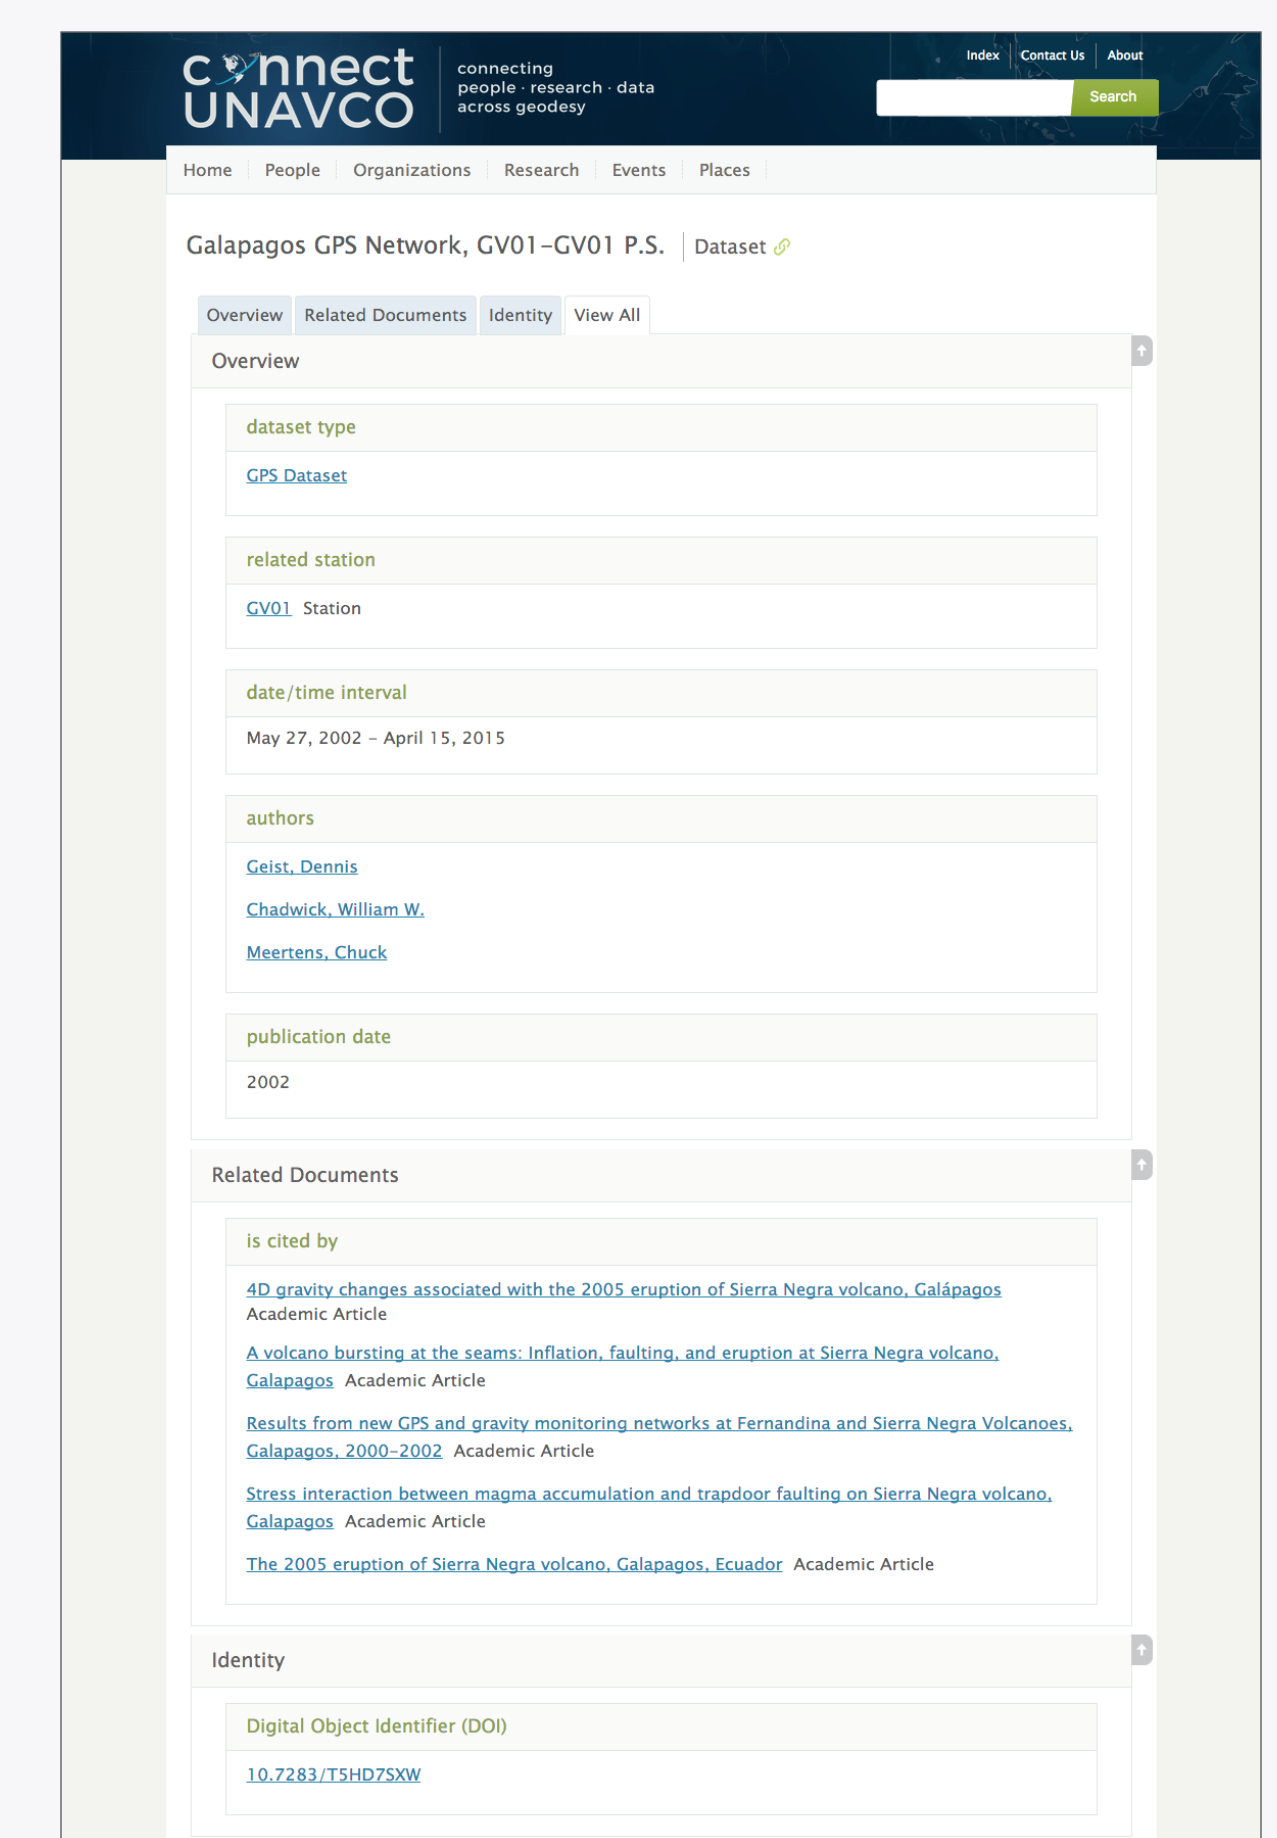 connect
UNAVCO
connecting
people · research · data
across geodesy
Index
Contact Us
About
Search
Home
People
Organizations
Research
Events
Places
Galapagos GPS Network, GV01-GV01 P.S.
Dataset
Overview
Related Documents
Identity
View All
Overview
dataset type
GPS Dataset
related station
GV01 Station
date/time interval
May 27, 2002 – April 15, 2015
authors
Geist, Dennis
Chadwick, William W.
Meertens, Chuck
publication date
2002
Related Documents
is cited by
4D gravity changes associated with the 2005 eruption of Sierra Negra volcano, Galápagos
Academic Article
A volcano bursting at the seams: Inflation, faulting, and eruption at Sierra Negra volcano,
Galapagos Academic Article
Results from new GPS and gravity monitoring networks at Fernandina and Sierra Negra Volcanoes,
Galapagos, 2000–2002 Academic Article
Stress interaction between magma accumulation and trapdoor faulting on Sierra Negra volcano,
Galapagos Academic Article
The 2005 eruption of Sierra Negra volcano, Galapagos, Ecuador Academic Article
Identity
Digital Object Identifier (DOI)
10.7283/T5HD7SXW